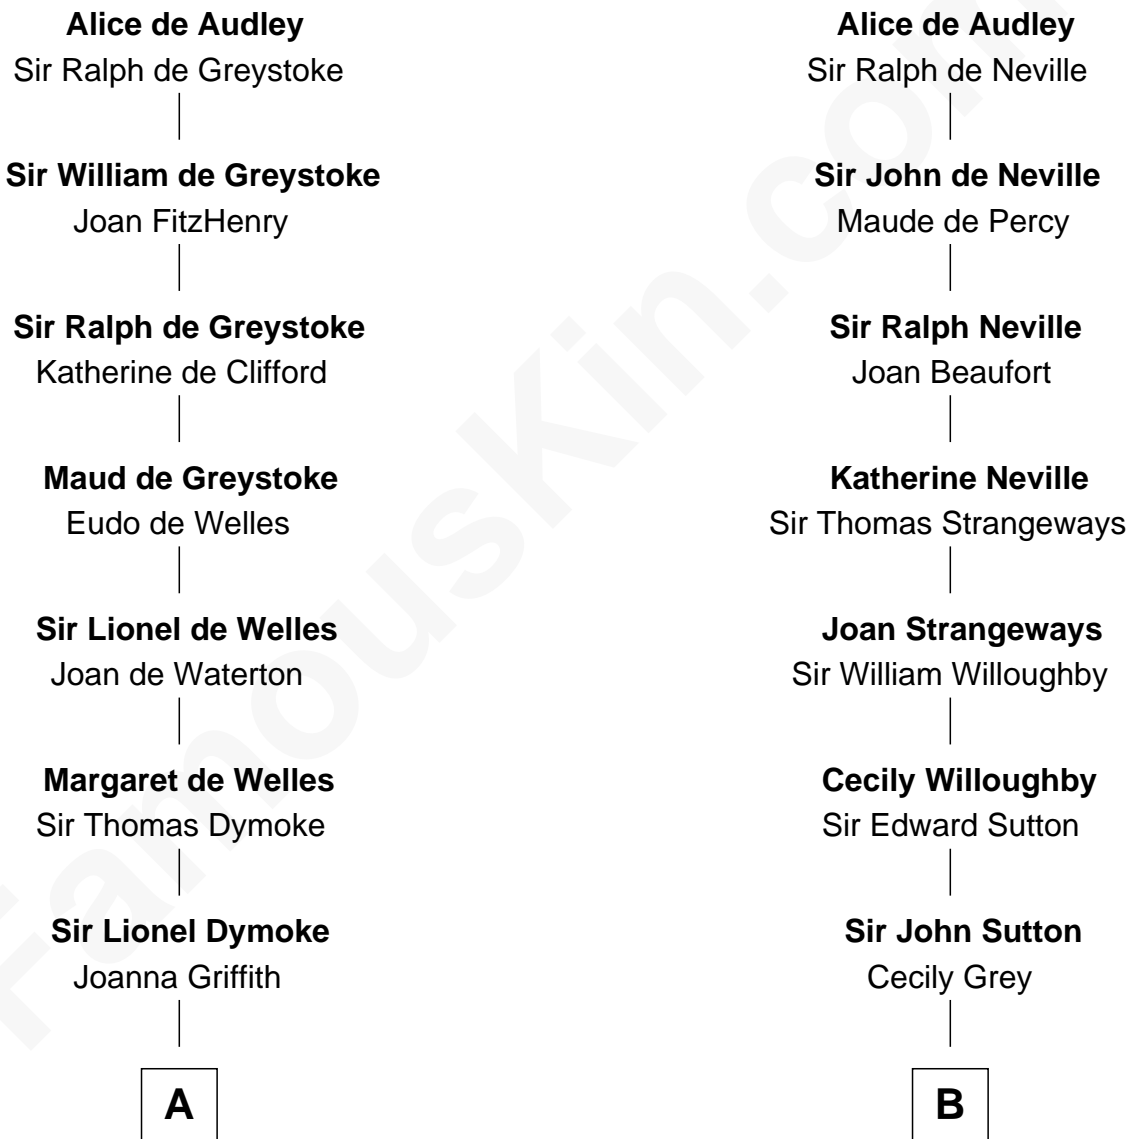 Alice de Audley
Sir Ralph de Greystoke
Sir William de Greystoke
Joan FitzHenry
Sir Ralph de Greystoke
Katherine de Clifford
Maud de Greystoke
Eudo de Welles
Sir Lionel de Welles
Joan de Waterton
Margaret de Welles
Sir Thomas Dymoke
Sir Lionel Dymoke
Joanna Griffith
A
Alice de Audley
Sir Ralph de Neville
Sir John de Neville
Maude de Percy
Sir Ralph Neville
Joan Beaufort
Katherine Neville
Sir Thomas Strangeways
Joan Strangeways
Sir William Willoughby
Cecily Willoughby
Sir Edward Sutton
Sir John Sutton
Cecily Grey
B
FamousKin.com